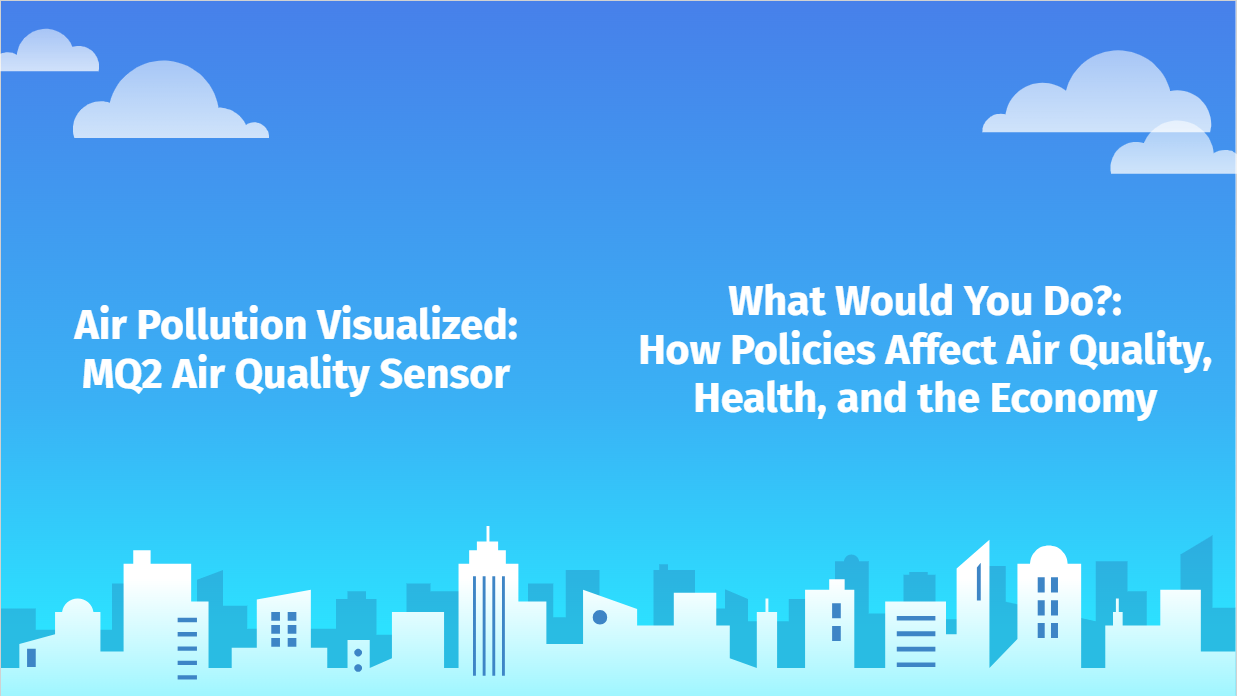 Air Pollution Visualized:
MQ2 Air Quality Sensor
What Would You Do?:
How Policies Affect Air Quality,
Health, and the Economy